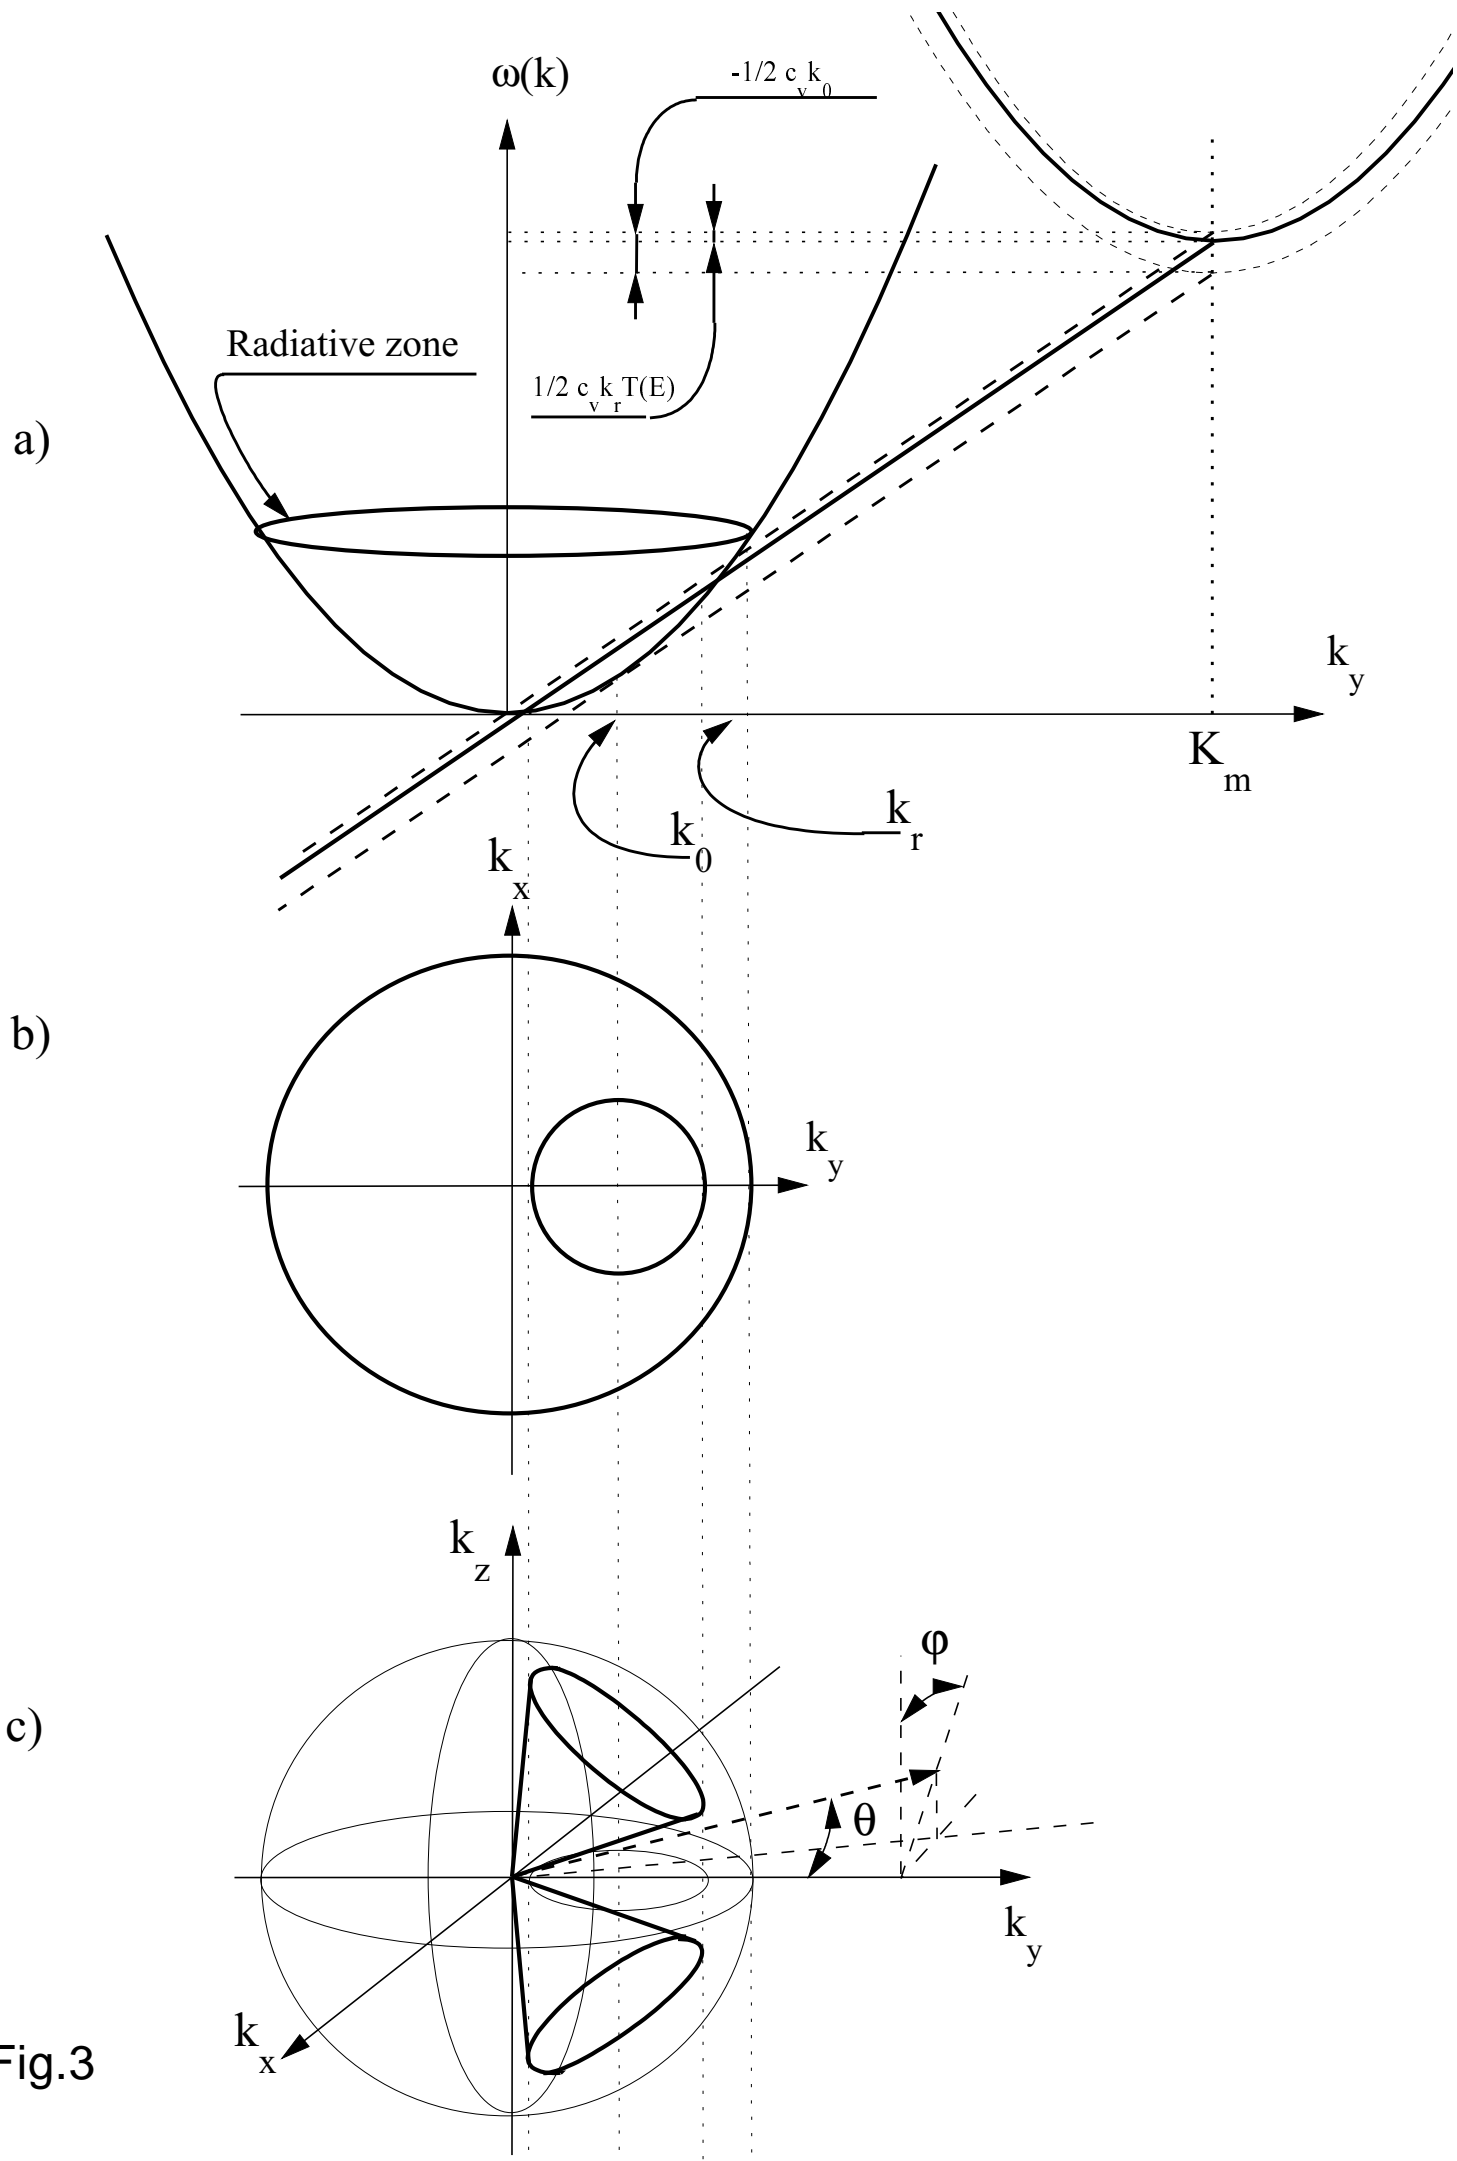 ω(k)
-1/2 c_v k_0
Radiative zone
1/2 c_v k_r T(E)
a)
k_y
K_m
k_r
k_0
k_x
b)
k_y
k_z
φ
c)
θ
k_y
k_x
Fig.3